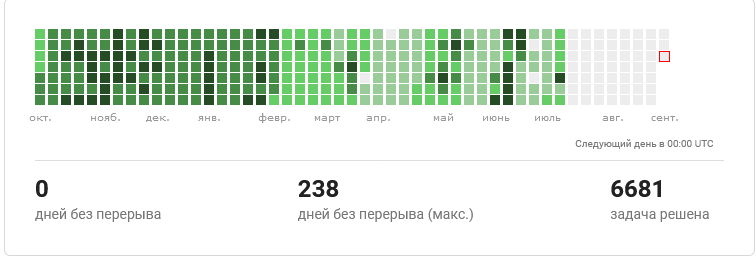 окт. нояб. дек. янв. февр. март апр. май июнь июль авг. сент.
Следующий день в 00:00 UTC
0 238 6681
дней без перерыва дней без перерыва (макс.) задача решена